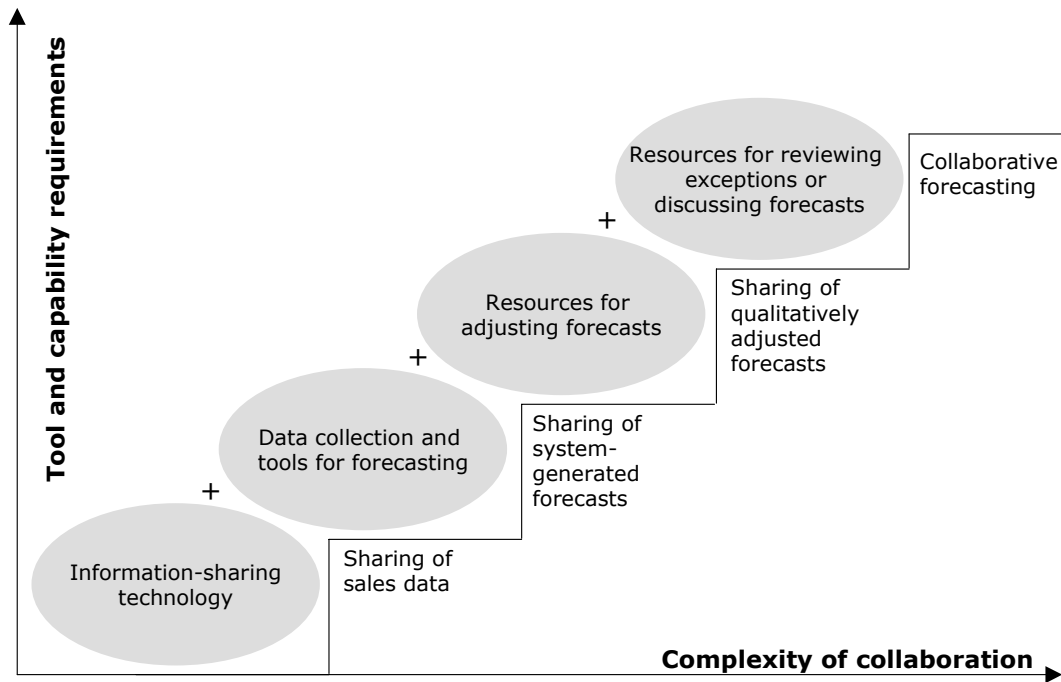 Tool and capability requirements
Resources for reviewing
exceptions or
discussing forecasts
Collaborative
forecasting
+
Resources for
adjusting forecasts
Sharing of
qualitatively
adjusted
forecasts
+
Data collection and
tools for forecasting
Sharing of
system-
generated
forecasts
+
Information-sharing
technology
Sharing of
sales data
Complexity of collaboration